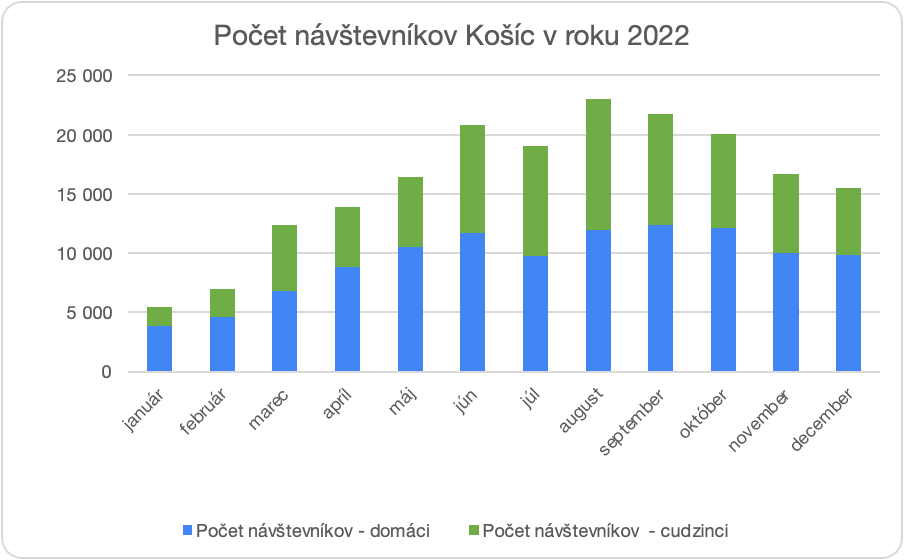 Počet návštevníkov Košíc v roku 2022
25 000
20 000
15 000
10 000
5 000
0
január
február
marec
apríl
máj
jún
júl
august
september
október
november
december
Počet návštevníkov - domáci
Počet návštevníkov - cudzinci